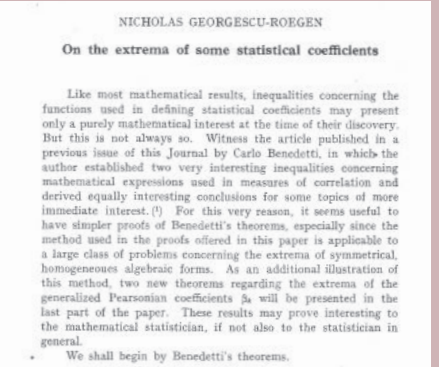 NICHOLAS GEORGESCU-ROEGEN
On the extrema of some statistical coefficients
Like most mathematical results, inequalities concerning the
functions used in defining statistical coefficients may present
only a purely mathematical interest at the time of their discovery.
But this is not always so. Witness the article published in a
previous issue of this Journal by Carlo Benedetti, in which the
author established two very interesting inequalities concerning
mathematical expressions used in measures of correlation and
derived equally interesting conclusions for some topics of more
immediate interest. (¹) For this very reason, it seems useful to
have simpler proofs of Benedetti's theorems, especially since the
method used in the proofs offered in this paper is applicable to
a large class of problems concerning the extrema of symmetrical,
homogeneous algebraic forms. As an additional illustration of
this method, two new theorems regarding the extrema of the
generalized Pearsonian coefficients will be presented in the
last part of the paper. These results may prove interesting to
the mathematical statistician, if not also to the statistician in
general.
We shall begin by Benedetti's theorems.